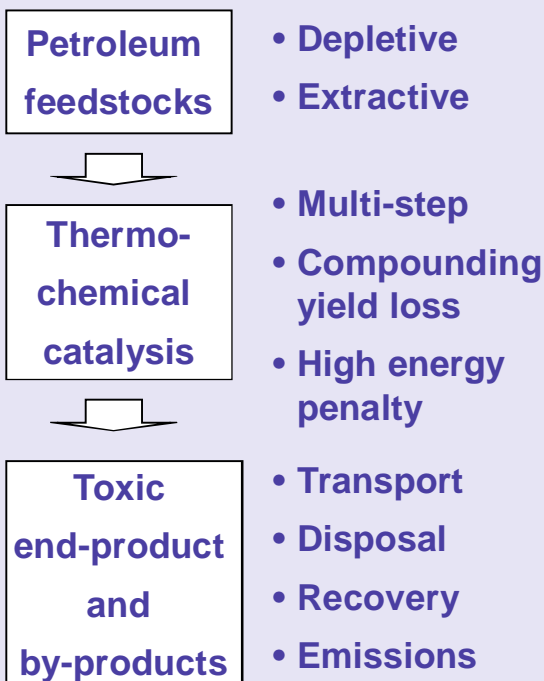 Petroleum
feedstocks
• Depletive
• Extractive
Thermo-
chemical
catalysis
• Multi-step
• Compounding
yield loss
• High energy
penalty
Toxic
end-product
and
by-products
• Transport
• Disposal
• Recovery
• Emissions